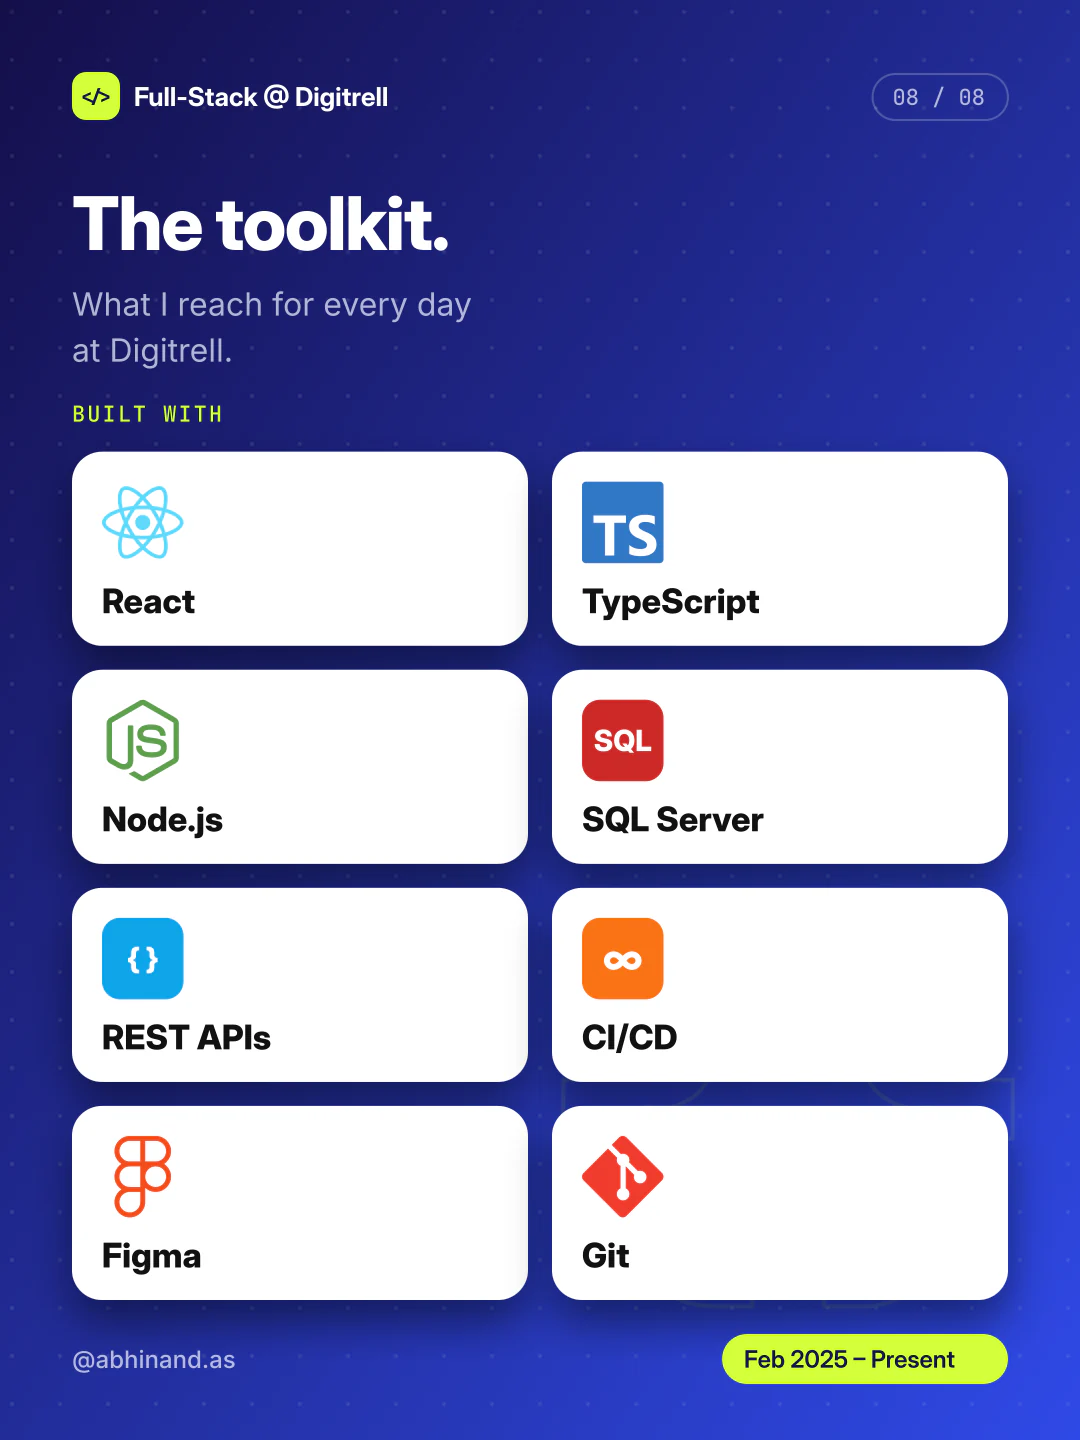 </>
Full-Stack @ Digitrell
08 / 08
The toolkit.
What I reach for every day
at Digitrell.
BUILT WITH
React
TS
TypeScript
JS
Node.js
SQL
SQL Server
{}
REST APIs
CI/CD
Figma
Git
@abhinand.as
Feb 2025 – Present